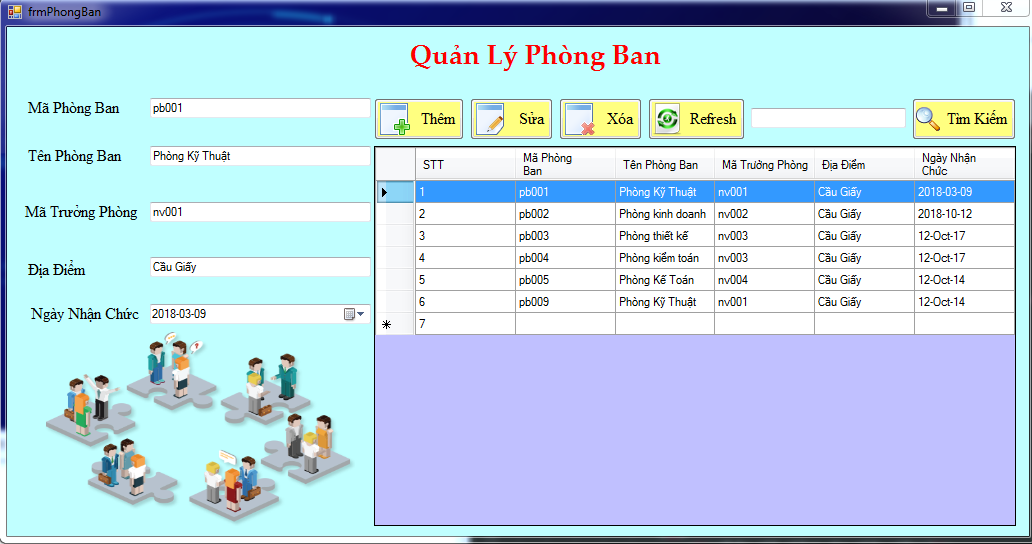 frmPhongBan
Quản Lý Phòng Ban
Mã Phòng Ban pb001
Thêm Sửa Xóa Refresh Tìm Kiếm
Tên Phòng Ban Phòng Kỹ Thuật
Mã Trưởng Phòng nv001
Địa Điểm Cầu Giấy
Ngày Nhận Chức 2018-03-09
STT Mã Phòng Ban Tên Phòng Ban Mã Trưởng Phòng Địa Điểm Ngày Nhận Chức
1 pb001 Phòng Kỹ Thuật nv001 Cầu Giấy 2018-03-09
2 pb002 Phòng kinh doanh nv002 Cầu Giấy 2018-10-12
3 pb003 Phòng thiết kế nv003 Cầu Giấy 12-Oct-17
4 pb004 Phòng kiểm toán nv003 Cầu Giấy 12-Oct-17
5 pb005 Phòng Kế Toán nv004 Cầu Giấy 12-Oct-14
6 pb009 Phòng Kỹ Thuật nv001 Cầu Giấy 12-Oct-14
7